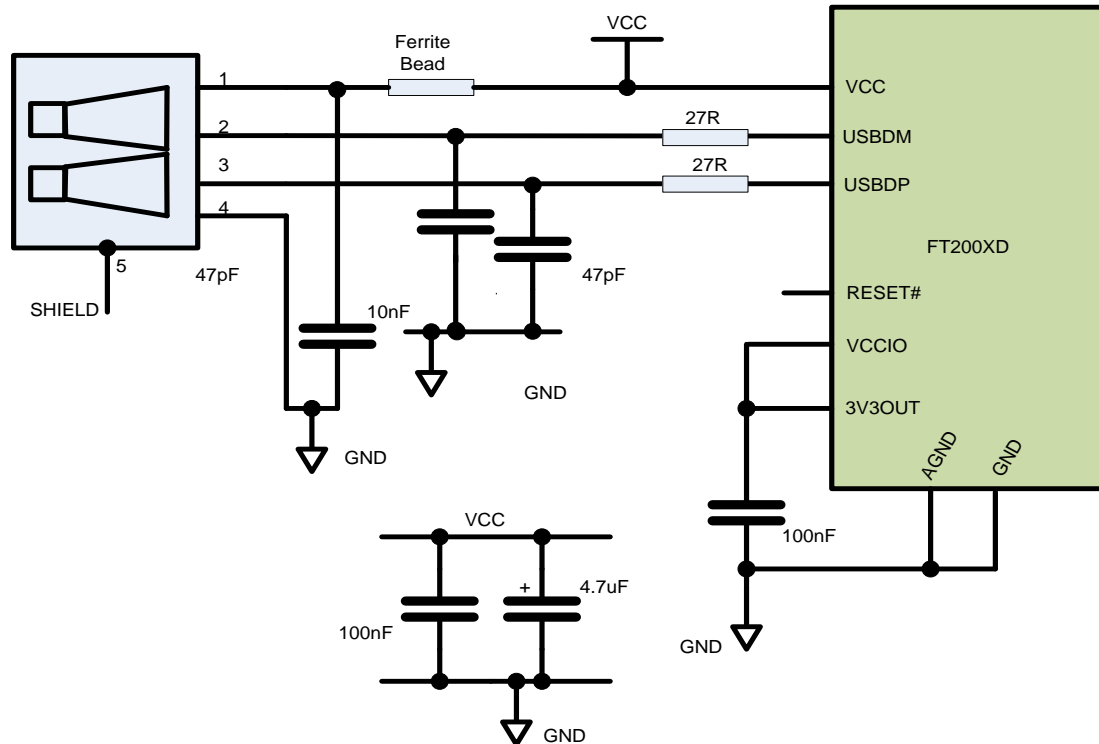 VCC
Ferrite
Bead
1
VCC
27R
2
USBDM
27R
3
USBDP
4
FT200XD
5
47pF
47pF
SHIELD
RESET#
10nF
VCCIO
GND
3V3OUT
GND
AGND
GND
VCC
100nF
+
4.7uF
100nF
GND
GND